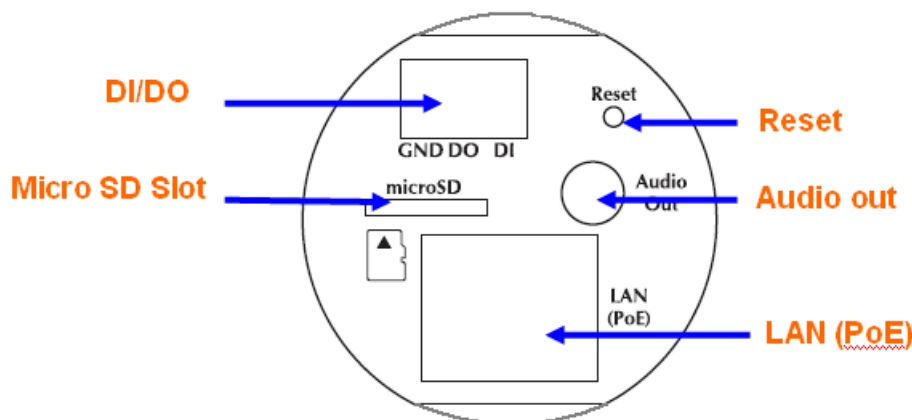 DI/DO
Reset
GND DO DI
Reset
Micro SD Slot
microSD
Audio
Out
Audio out
LAN
(PoE)
LAN (PoE)